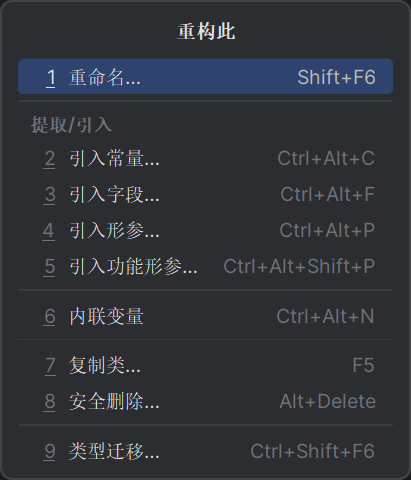 重构此
1 重命名... Shift+F6
提取/引入
2 引入常量... Ctrl+Alt+C
3 引入字段... Ctrl+Alt+F
4 引入形参... Ctrl+Alt+P
5 引入功能形参... Ctrl+Alt+Shift+P
6 内联变量 Ctrl+Alt+N
7 复制类... F5
8 安全删除... Alt+Delete
9 类型迁移... Ctrl+Shift+F6